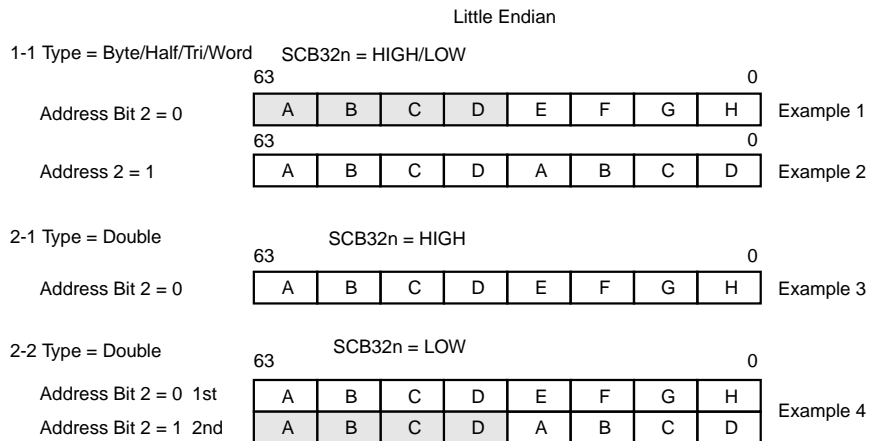 Little Endian
1-1 Type = Byte/Half/Tri/Word SCB32n = HIGH/LOW
63 0
Address Bit 2 = 0 A B C D E F G H Example 1
63 0
Address 2 = 1 A B C D A B C D Example 2
2-1 Type = Double SCB32n = HIGH
63 0
Address Bit 2 = 0 A B C D E F G H Example 3
2-2 Type = Double SCB32n = LOW
63 0
Address Bit 2 = 0 1st A B C D E F G H
Address Bit 2 = 1 2nd A B C D A B C D
Example 4